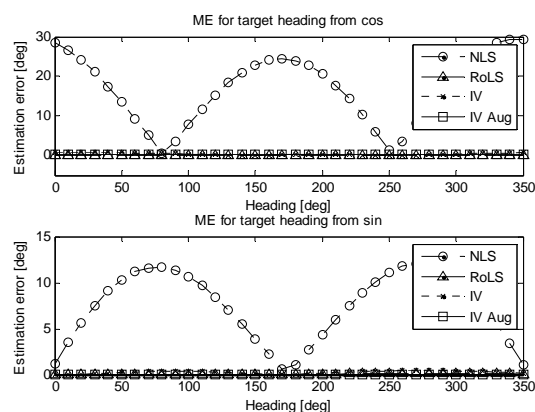 ME for target heading from cos
Estimation error [deg]
30
20
10
0
0 50 100 150 200 250 300 350
Heading [deg]
NLS
RoLS
IV
IV Aug
ME for target heading from sin
Estimation error [deg]
15
10
5
0
0 50 100 150 200 250 300 350
Heading [deg]
NLS
RoLS
IV
IV Aug